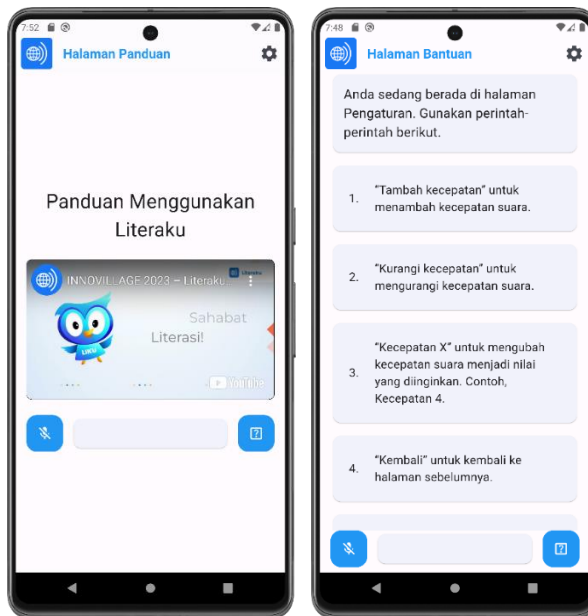 7:52
Halaman Panduan
Panduan Menggunakan
Literaku
INNOVILLAGE 2023 – Literaku...
Literaku
Sahabat
Literasi!
LIKU
YouTube
7:48
Halaman Bantuan
Anda sedang berada di halaman
Pengaturan. Gunakan perintah-
perintah berikut.
1. "Tambah kecepatan" untuk
menambah kecepatan suara.
2. "Kurangi kecepatan" untuk
mengurangi kecepatan suara.
3. "Kecepatan X" untuk mengubah
kecepatan suara menjadi nilai
yang diinginkan. Contoh,
Kecepatan 4.
4. "Kembali" untuk kembali ke
halaman sebelumnya.